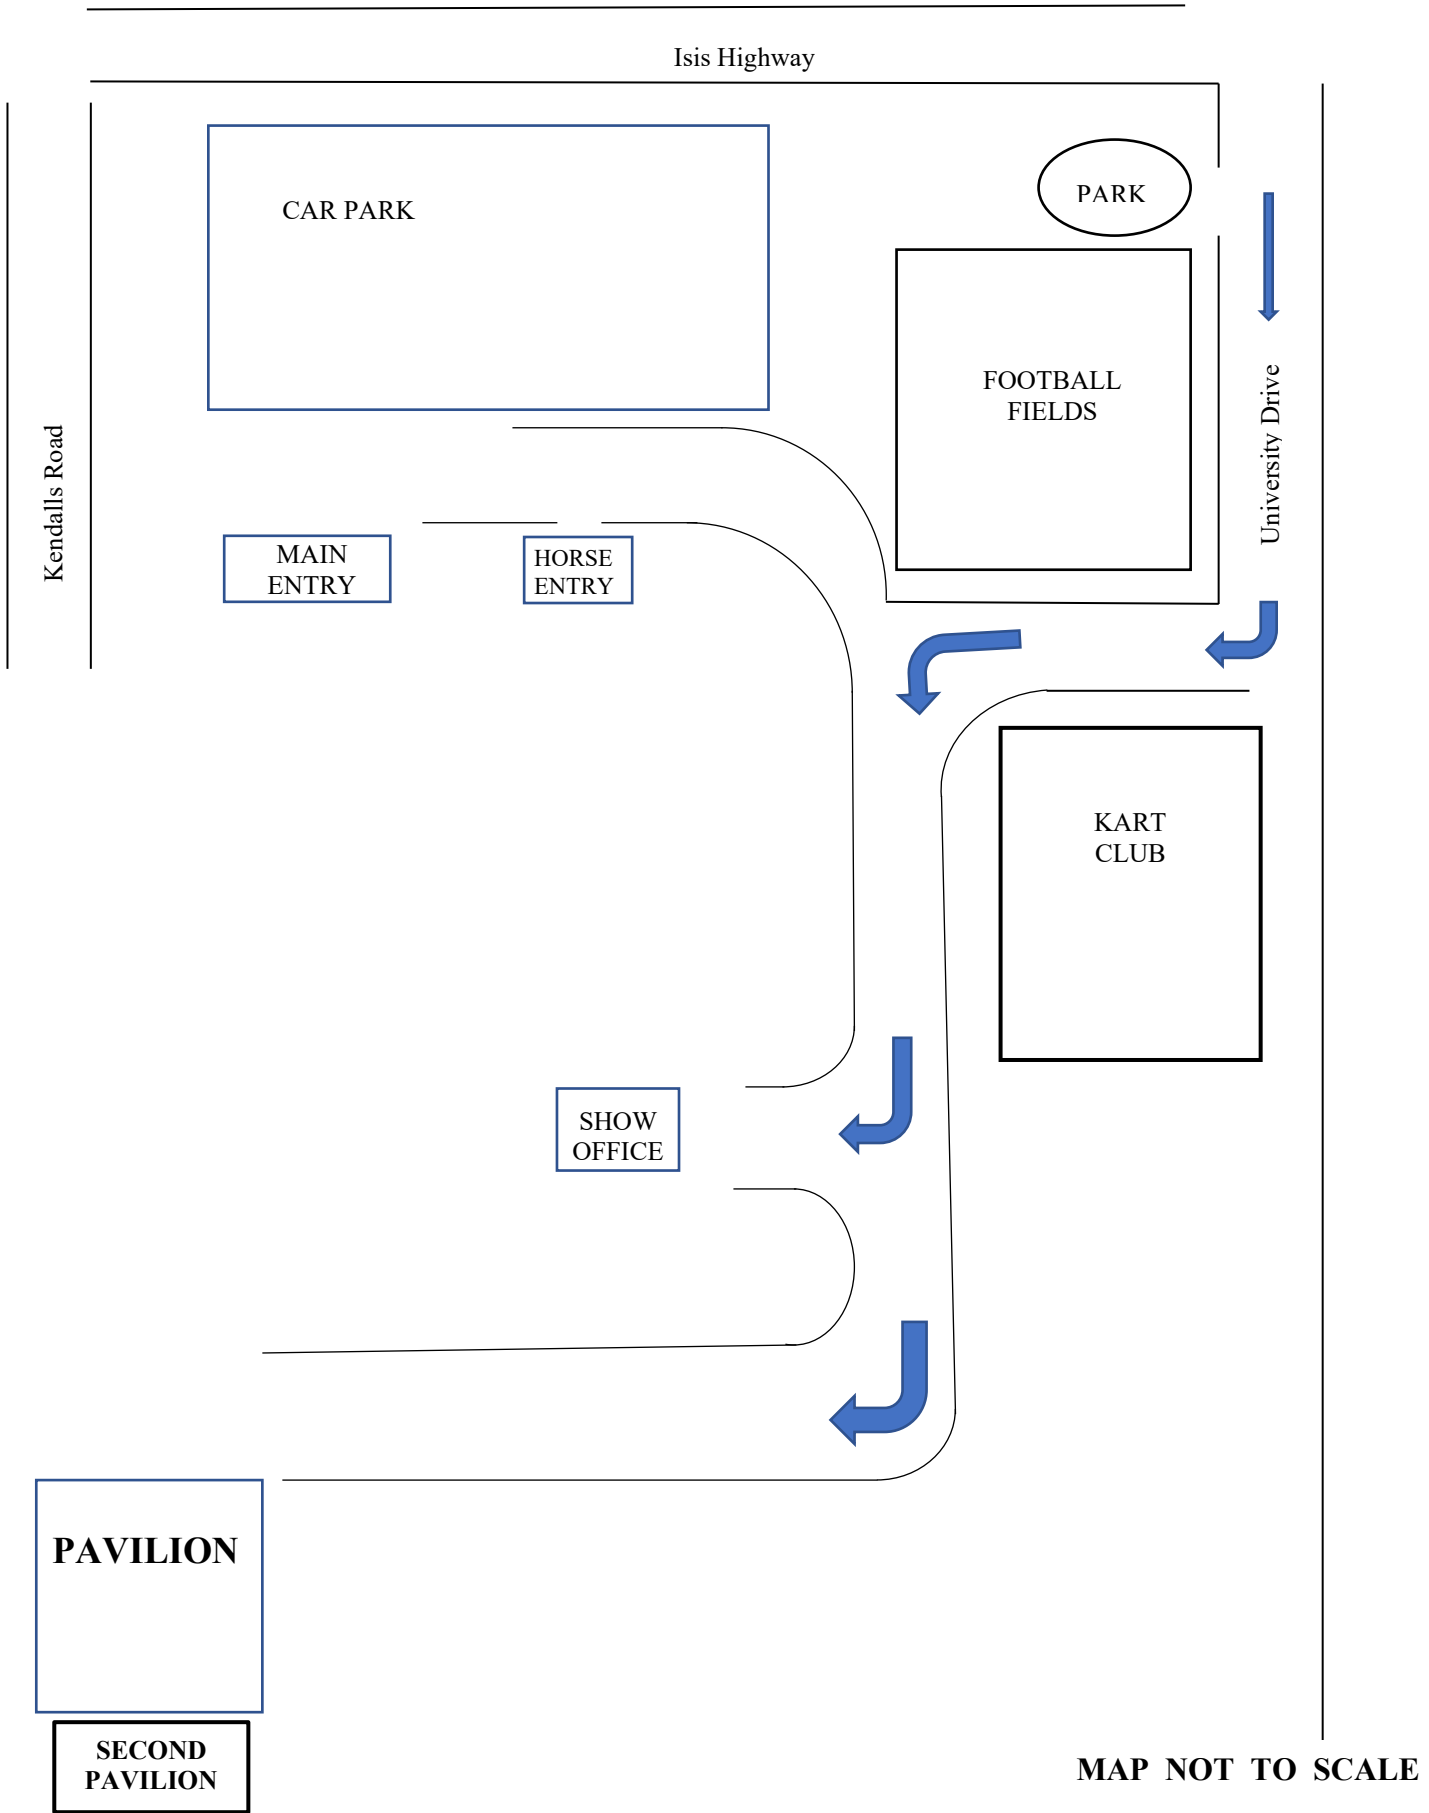 Isis Highway
PARK
CAR PARK
FOOTBALL
FIELDS
University Drive
Kendalls Road
MAIN
ENTRY
HORSE
ENTRY
KART
CLUB
SHOW
OFFICE
PAVILION
SECOND
PAVILION
MAP NOT TO SCALE